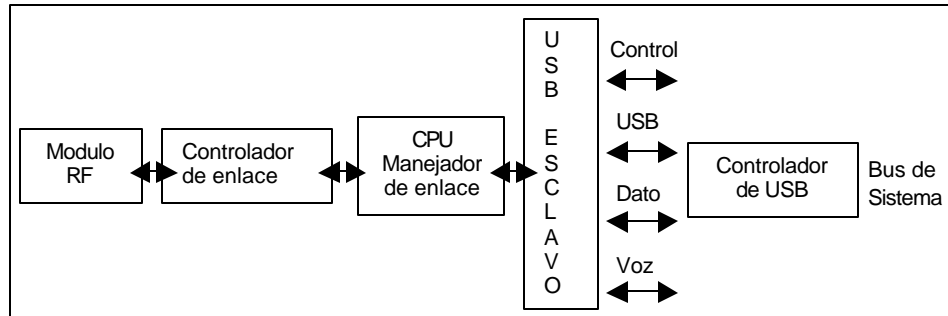 Modulo
RF
Controlador
de enlace
CPU
Manejador
de enlace
U
S
B
E
S
C
L
A
V
O
Control
USB
Dato
Voz
Controlador
de USB
Bus de
Sistema